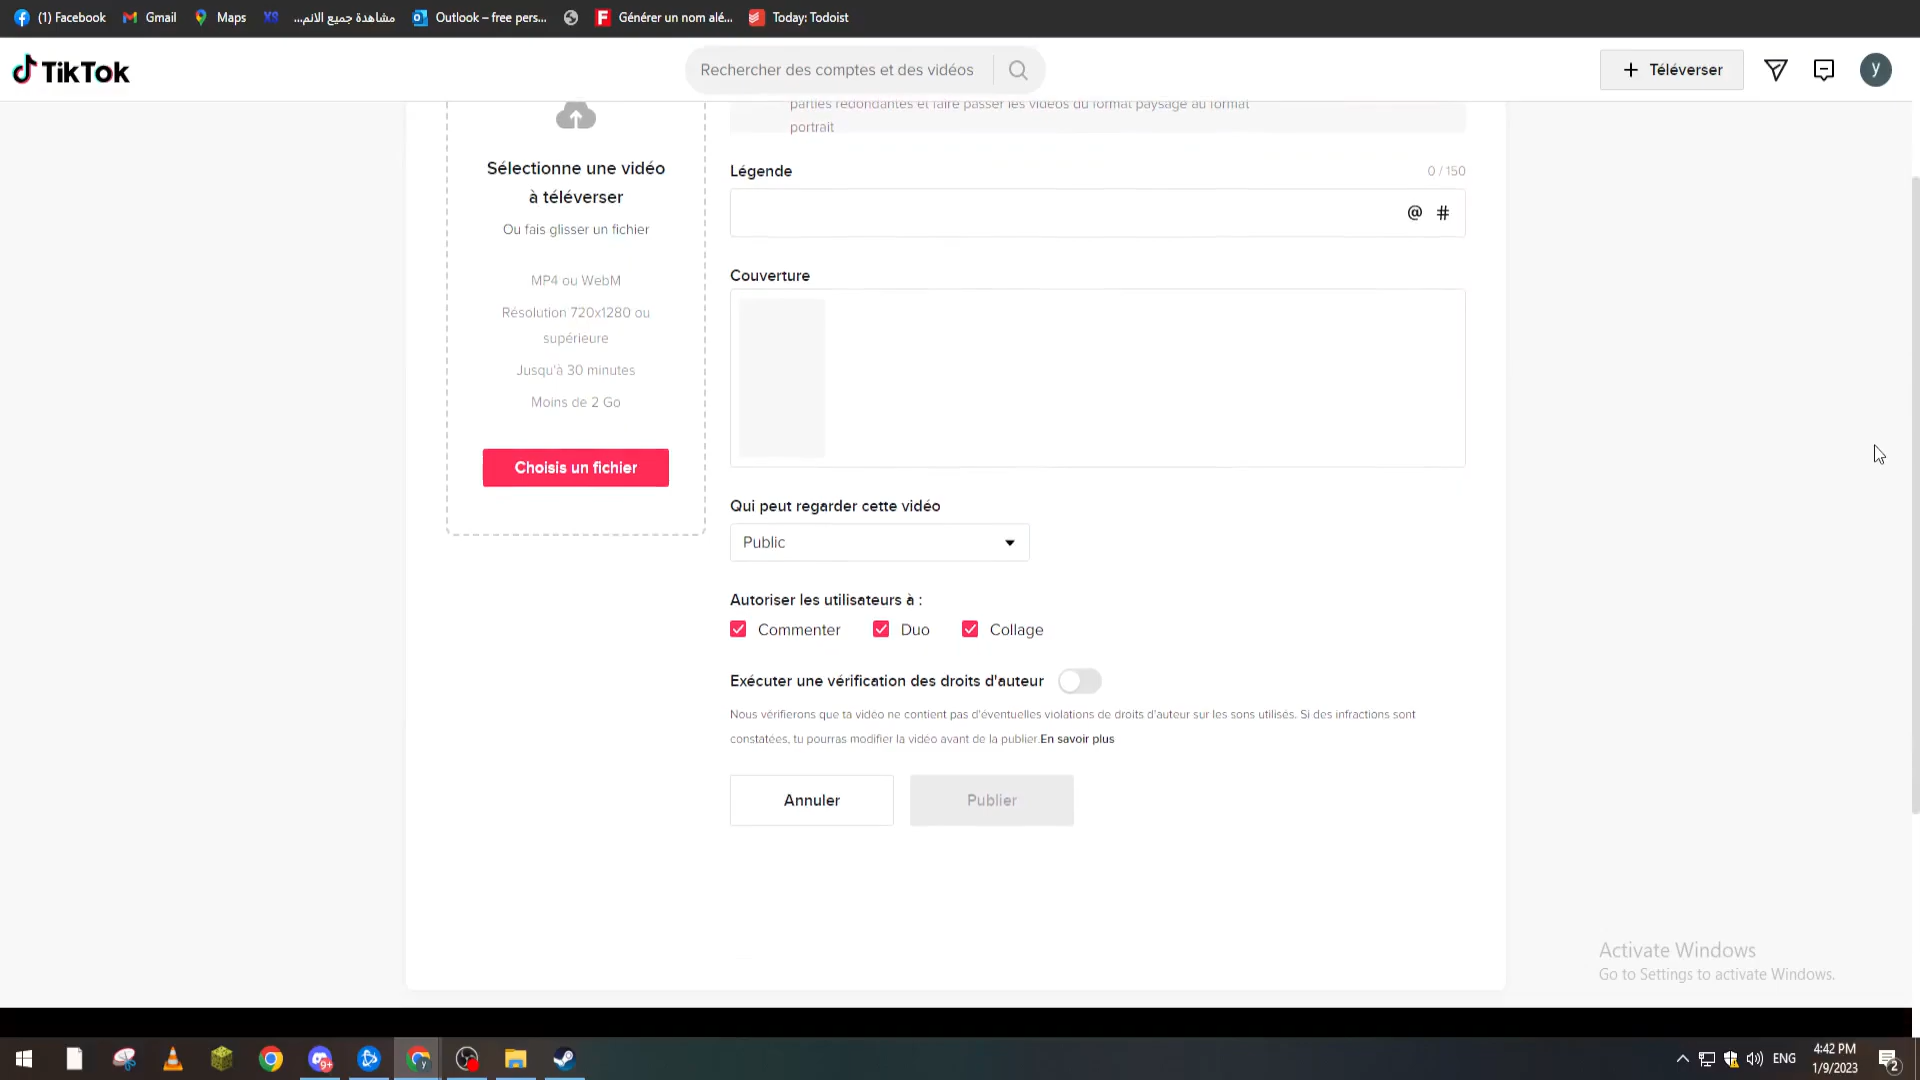 (1) Facebook
Gmail
Maps
مشاهدة جميع الانم...
Outlook – free pers...
Générer un nom alé...
Today: Todoist
TikTok
Rechercher des comptes et des vidéos
Téléverser
y
parties redondantes et faire passer les vidéos du format paysage au format
portrait
Sélectionne une vidéo
à téléverser
Ou fais glisser un fichier
MP4 ou WebM
Résolution 720x1280 ou
supérieure
Jusqu'à 30 minutes
Moins de 2 Go
Choisis un fichier
Légende
0 / 150
@ #
Couverture
Qui peut regarder cette vidéo
Public
Autoriser les utilisateurs à :
Commenter
Duo
Collage
Exécuter une vérification des droits d'auteur
Nous vérifierons que ta vidéo ne contient pas d'éventuelles violations de droits d'auteur sur les sons utilisés. Si des infractions sont
constatées, tu pourras modifier la vidéo avant de la publier.En savoir plus
Annuler
Publier
Activate Windows
Go to Settings to activate Windows.
9+
ENG
4:42 PM
1/9/2023
2